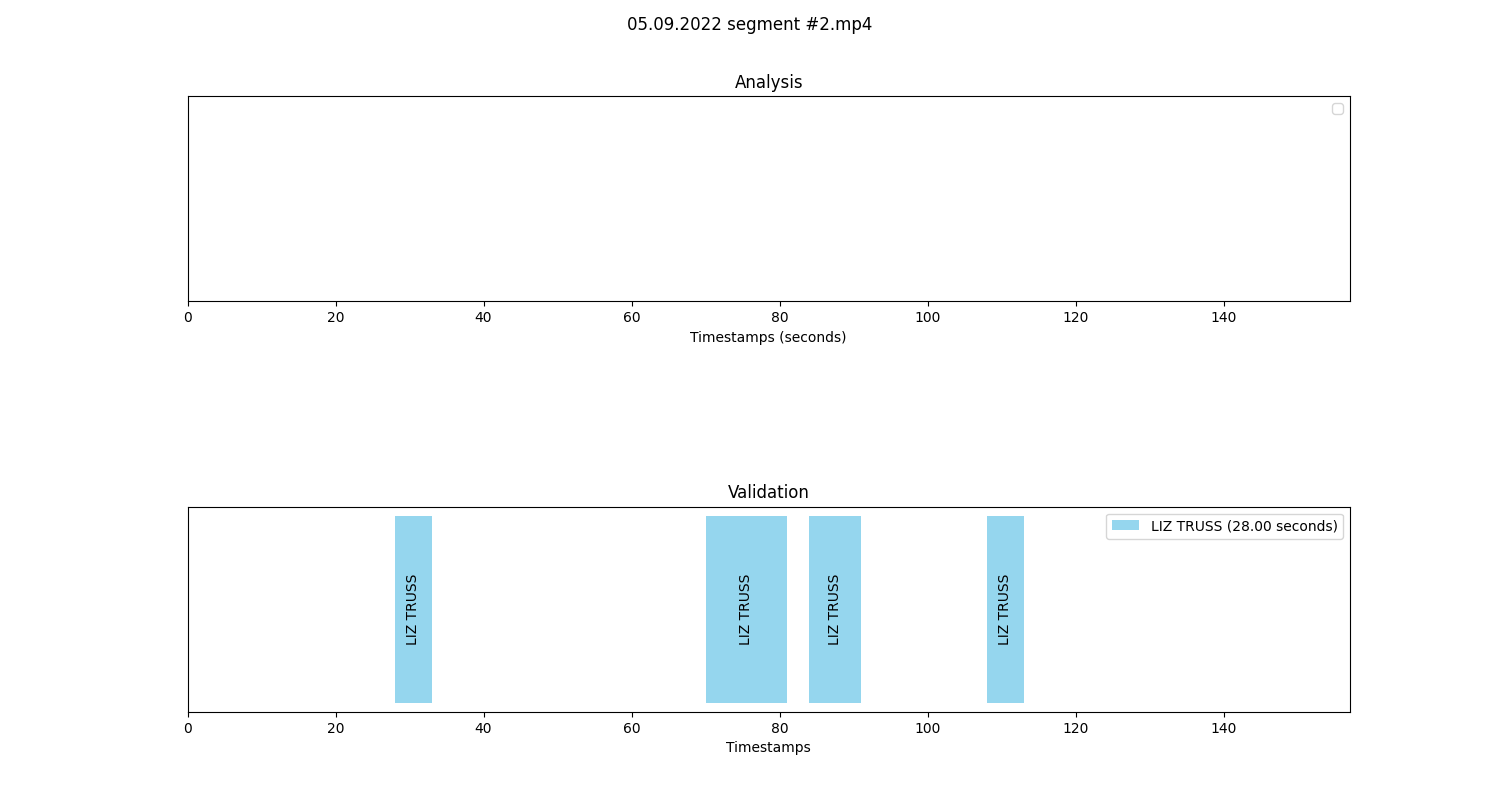 05.09.2022 segment #2.mp4
Analysis
0 20 40 60 80 100 120 140
Timestamps (seconds)
Validation
LIZ TRUSS (28.00 seconds)
LIZ TRUSS
LIZ TRUSS
LIZ TRUSS
LIZ TRUSS
0 20 40 60 80 100 120 140
Timestamps